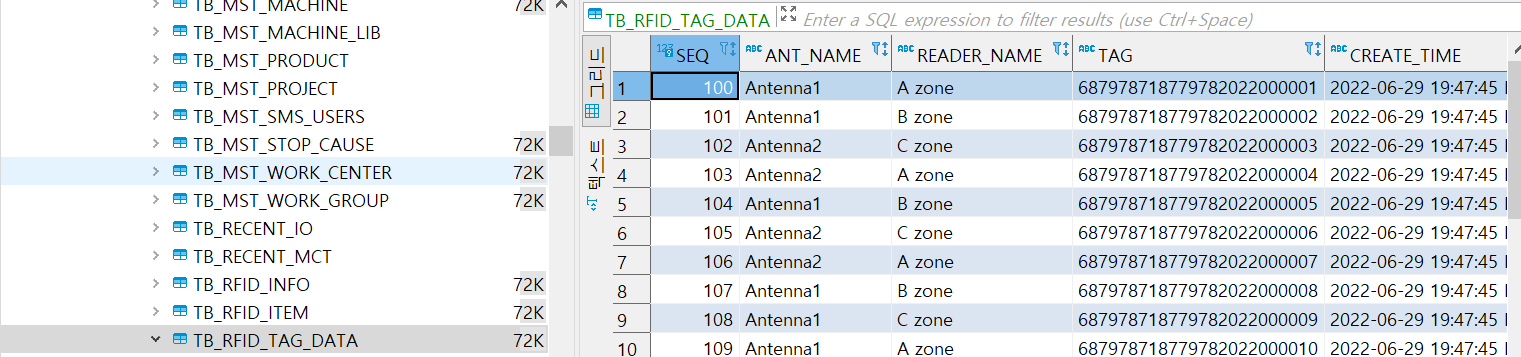 TB_MST_MACHINE 72K
TB_MST_MACHINE_LIB
TB_MST_PRODUCT
TB_MST_PROJECT
TB_MST_SMS_USERS
TB_MST_STOP_CAUSE 72K
TB_MST_WORK_CENTER 72K
TB_MST_WORK_GROUP 72K
TB_RECENT_IO
TB_RECENT_MCT
TB_RFID_INFO 72K
TB_RFID_ITEM 72K
TB_RFID_TAG_DATA 72K
TB_RFID_TAG_DATA Enter a SQL expression to filter results (use Ctrl+Space)
그리드
텍스트
123 SEQ ABC ANT_NAME ABC READER_NAME ABC TAG ABC CREATE_TIME
1 100 Antenna1 A zone 687978718779782022000001 2022-06-29 19:47:45
2 101 Antenna1 B zone 687978718779782022000002 2022-06-29 19:47:45
3 102 Antenna2 C zone 687978718779782022000003 2022-06-29 19:47:45
4 103 Antenna2 A zone 687978718779782022000004 2022-06-29 19:47:45
5 104 Antenna1 B zone 687978718779782022000005 2022-06-29 19:47:45
6 105 Antenna2 C zone 687978718779782022000006 2022-06-29 19:47:45
7 106 Antenna2 A zone 687978718779782022000007 2022-06-29 19:47:45
8 107 Antenna1 B zone 687978718779782022000008 2022-06-29 19:47:45
9 108 Antenna1 C zone 687978718779782022000009 2022-06-29 19:47:45
10 109 Antenna1 A zone 687978718779782022000010 2022-06-29 19:47:45